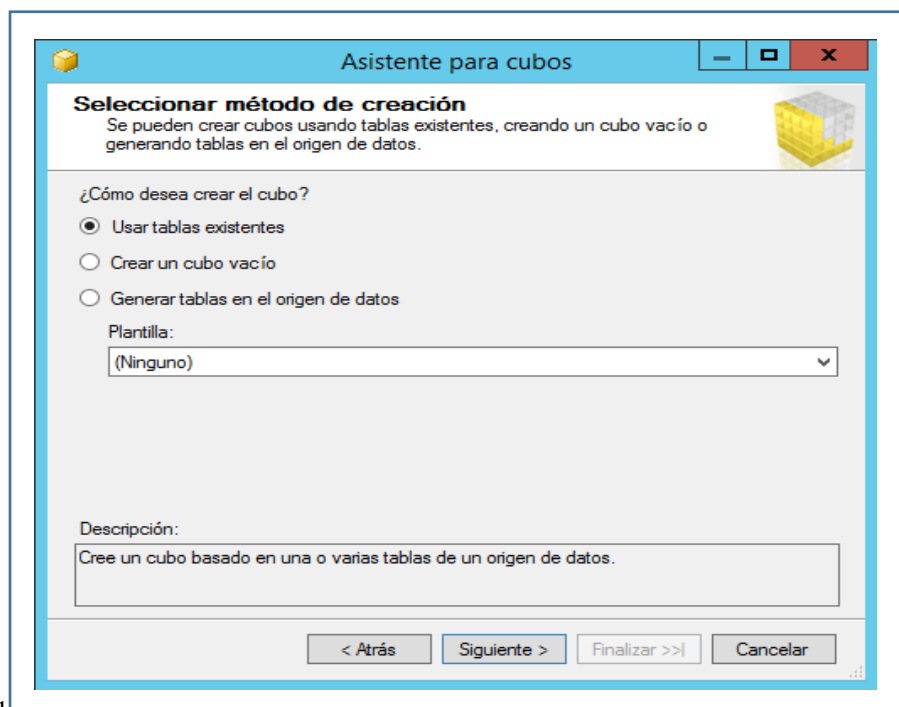 Asistente para cubos
Seleccionar método de creación
Se pueden crear cubos usando tablas existentes, creando un cubo vacío o
generando tablas en el origen de datos.
¿Cómo desea crear el cubo?
Usar tablas existentes
Crear un cubo vacío
Generar tablas en el origen de datos
Plantilla:
(Ninguno)
Descripción:
Cree un cubo basado en una o varias tablas de un origen de datos.
< Atrás
Siguiente >
Finalizar >>|
Cancelar